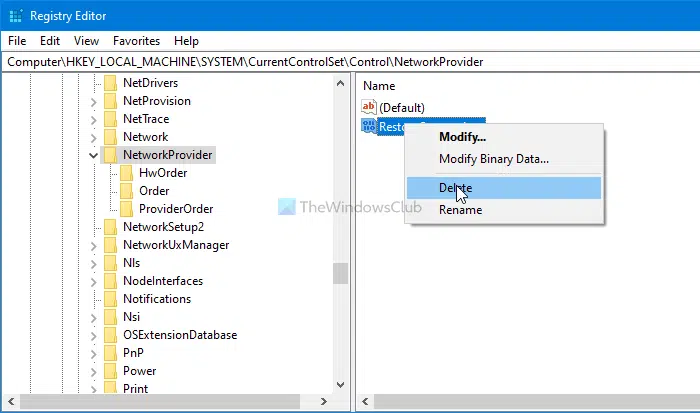 Registry Editor
File Edit View Favorites Help
Computer\HKEY_LOCAL_MACHINE\SYSTEM\CurrentControlSet\Control\NetworkProvider
NetDrivers
NetProvision
NetTrace
Network
NetworkProvider
HwOrder
Order
ProviderOrder
NetworkSetup2
NetworkUxManager
Nls
NodeInterfaces
Notifications
Nsi
OSExtensionDatabase
PnP
Power
Print
Name
ab (Default)
Modify...
Modify Binary Data...
Delete
Rename
TheWindowsClub